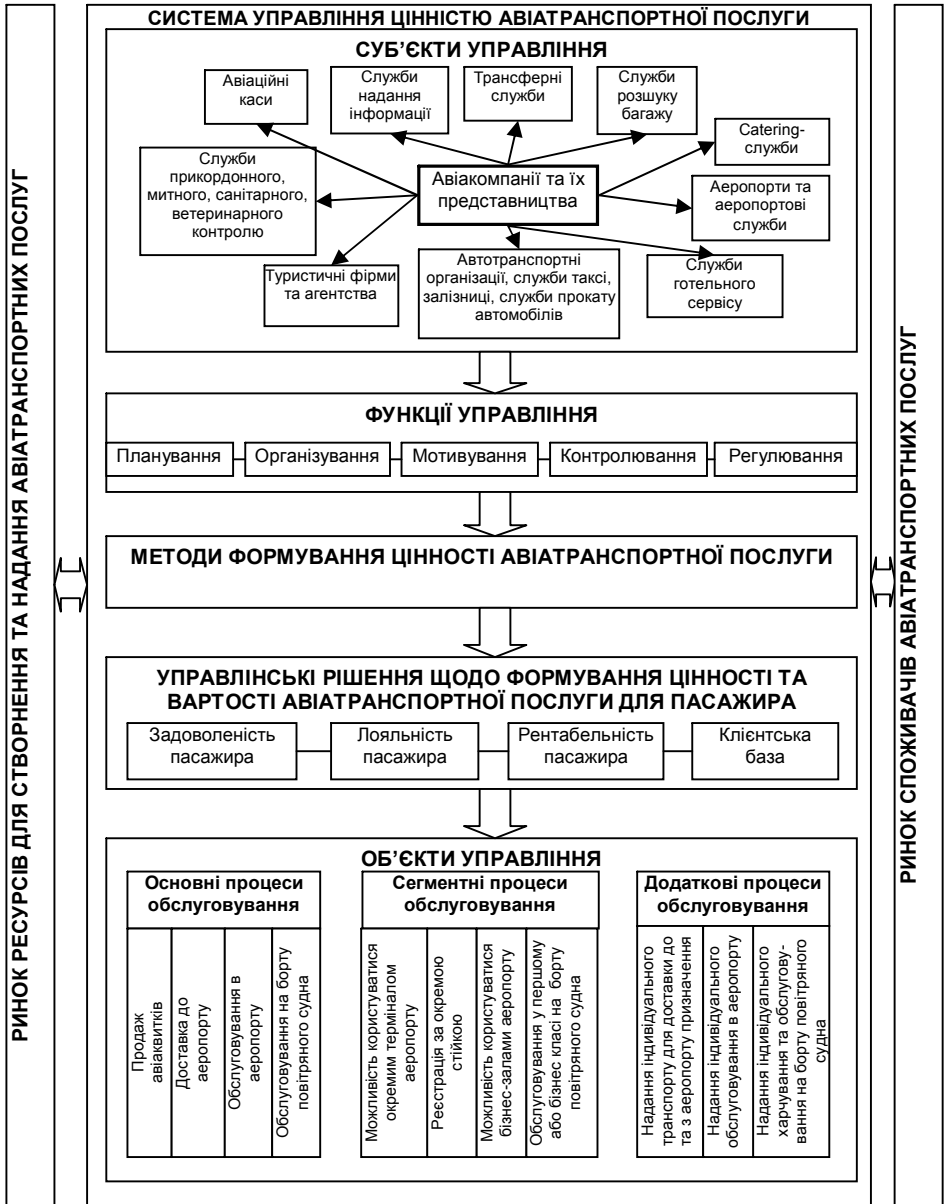 РИНОК РЕСУРСІВ ДЛЯ СТВОРНЕННЯ ТА НАДАННЯ АВІАТРАНСПОРТНИХ ПОСЛУГ
СИСТЕМА УПРАВЛІННЯ ЦІННІСТЮ АВІАТРАНСПОРТНОЇ ПОСЛУГИ
СУБ’ЄКТИ УПРАВЛІННЯ
Авіаційні
каси
Служби
надання
інформації
Трансферні
служби
Служби
розшуку
багажу
Catering-
служби
Служби
прикордонного,
митного, санітарного,
ветеринарного
контролю
Авіакомпанії та їх
представництва
Аеропорти та
аеропортові
служби
Туристичні фірми
та агентства
Автотранспортні
організації, служби таксі,
залізниці, служби прокату
автомобілів
Служби
готельного
сервісу
ФУНКЦІЇ УПРАВЛІННЯ
Планування
Організування
Мотивування
Контролювання
Регулювання
МЕТОДИ ФОРМУВАННЯ ЦІННОСТІ АВІАТРАНСПОРТНОЇ ПОСЛУГИ
УПРАВЛІНСЬКІ РІШЕННЯ ЩОДО ФОРМУВАННЯ ЦІННОСТІ ТА
ВАРТОСТІ АВІАТРАНСПОРТНОЇ ПОСЛУГИ ДЛЯ ПАСАЖИРА
Задоволеність
пасажира
Лояльність
пасажира
Рентабельність
пасажира
Клієнтська
база
ОБ’ЄКТИ УПРАВЛІННЯ
Основні процеси
обслуговування
Продаж
авіаквитків
Доставка до
аеропорту
Обслуговування в
аеропорту
Обслуговування на борту
повітряного судна
Сегментні процеси
обслуговування
Можливість користуватися
окремим терміналом
аеропорту
Реєстрація за окремою
стійкою
Можливість користуватися
бізнес-залами аеропорту
Обслуговування у першому
або бізнес класі на борту
повітряного судна
Додаткові процеси
обслуговування
Надання індивідуального
транспорту для доставки до
та з аеропорту призначення
Надання індивідуального
обслуговування в аеропорту
Надання індивідуального
харчування та обслугову-
вання на борту повітряного
судна
РИНОК СПОЖИВАЧІВ АВІАТРАНСПОРТНИХ ПОСЛУГ